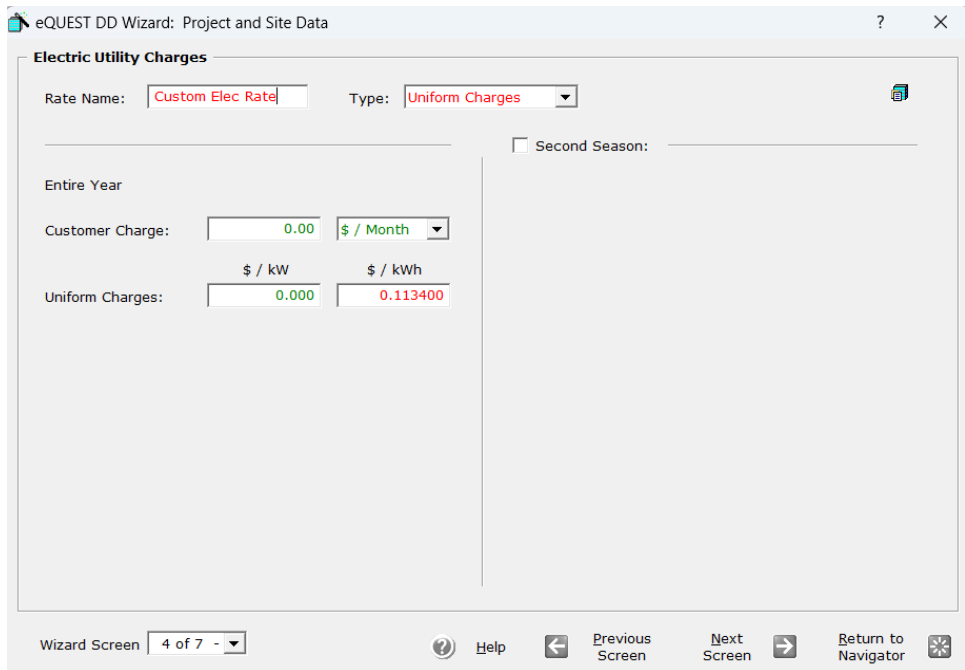 eQUEST DD Wizard: Project and Site Data ?
Electric Utility Charges
Rate Name: Custom Elec Rate Type: Uniform Charges
Second Season:
Entire Year
Customer Charge: 0.00 $ / Month
$ / kW $ / kWh
Uniform Charges: 0.000 0.113400
Wizard Screen 4 of 7 - ? Help Previous Screen Next Screen Return to Navigator